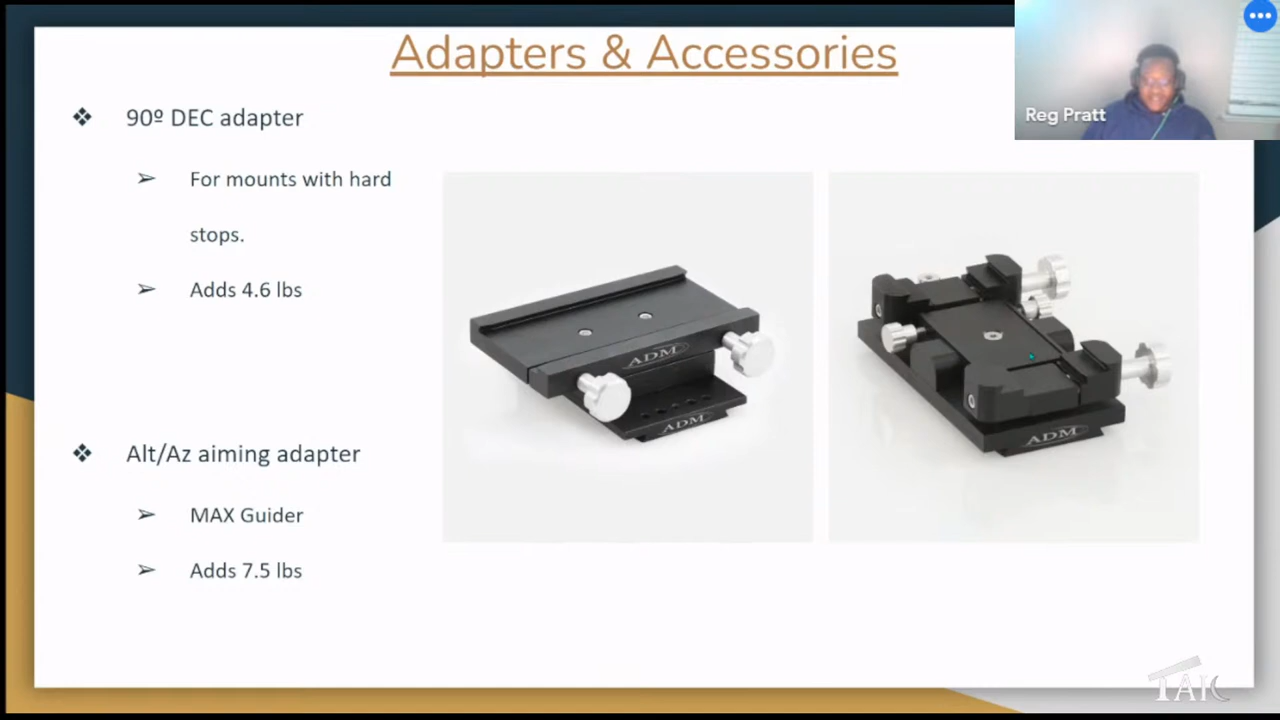 Adapters & Accessories
Reg Pratt
90º DEC adapter
For mounts with hard
stops.
Adds 4.6 lbs
Alt/Az aiming adapter
MAX Guider
Adds 7.5 lbs
ADM
ADM
ADM
TAIC